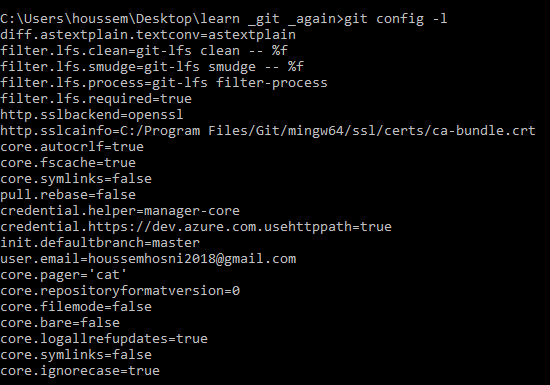 C:\Users\houssem\Desktop\learn _git _again>git config -l
diff.astextplain.textconv=astextplain
filter.lfs.clean=git-lfs clean -- %f
filter.lfs.smudge=git-lfs smudge -- %f
filter.lfs.process=git-lfs filter-process
filter.lfs.required=true
http.sslbackend=openssl
http.sslcainfo=C:/Program Files/Git/mingw64/ssl/certs/ca-bundle.crt
core.autocrlf=true
core.fscache=true
core.symlinks=false
pull.rebase=false
credential.helper=manager-core
credential.https://dev.azure.com.usehttppath=true
init.defaultbranch=master
user.email=houssemhosni2018@gmail.com
core.pager='cat'
core.repositoryformatversion=0
core.filemode=false
core.bare=false
core.logallrefupdates=true
core.symlinks=false
core.ignorecase=true